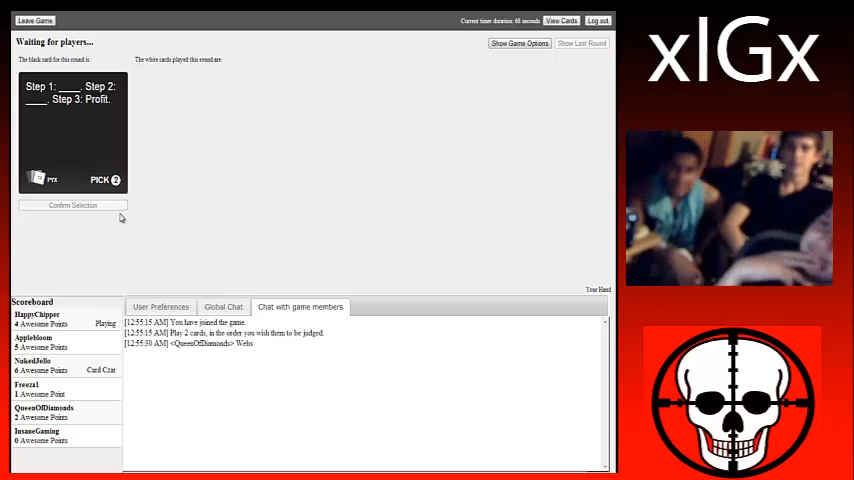 Leave Game
Current timer duration: 60 seconds
View Cards
Log out
Waiting for players...
Show Game Options
Show Last Round
The black card for this round is:
The white cards played this round are:
Step 1: ____. Step 2:
____. Step 3: Profit.
PYX
PICK 2
Confirm Selection
Your Hand
Scoreboard
HappyChipper
4 Awesome Points
Playing
Applebloom
5 Awesome Points
NukedJello
6 Awesome Points
Card Czar
Freeza1
1 Awesome Point
QueenOfDiamonds
2 Awesome Points
InsaneGaming
0 Awesome Points
User Preferences
Global Chat
Chat with game members
[12:55:15 AM] You have joined the game.
[12:55:15 AM] Play 2 cards, in the order you wish them to be judged.
[12:55:30 AM] <QueenOfDiamonds> Webs
xIGx